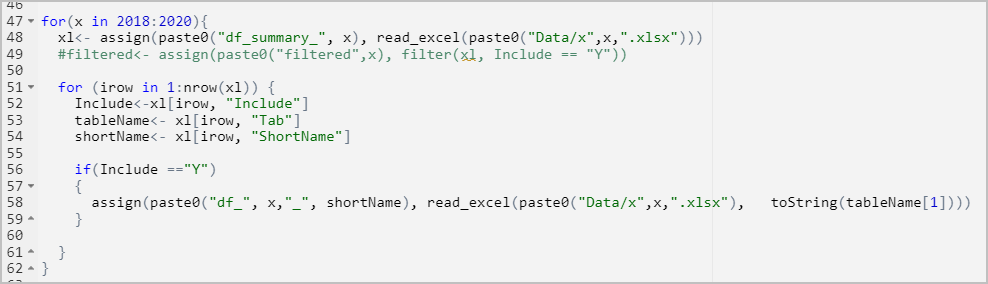 46
47 for(x in 2018:2020){
48   xl<- assign(paste0("df_summary_", x), read_excel(paste0("Data/x",x,".xlsx")))
49   #filtered<- assign(paste0("filtered",x), filter(xl, Include == "Y"))
50
51   for (irow in 1:nrow(xl)) {
52     Include<-xl[irow, "Include"]
53     tableName<- xl[irow, "Tab"]
54     shortName<- xl[irow, "ShortName"]
55
56     if(Include =="Y")
57     {
58       assign(paste0("df_", x,"_", shortName), read_excel(paste0("Data/x",x,".xlsx"),   toString(tableName[1])))
59     }
60
61   }
62 }